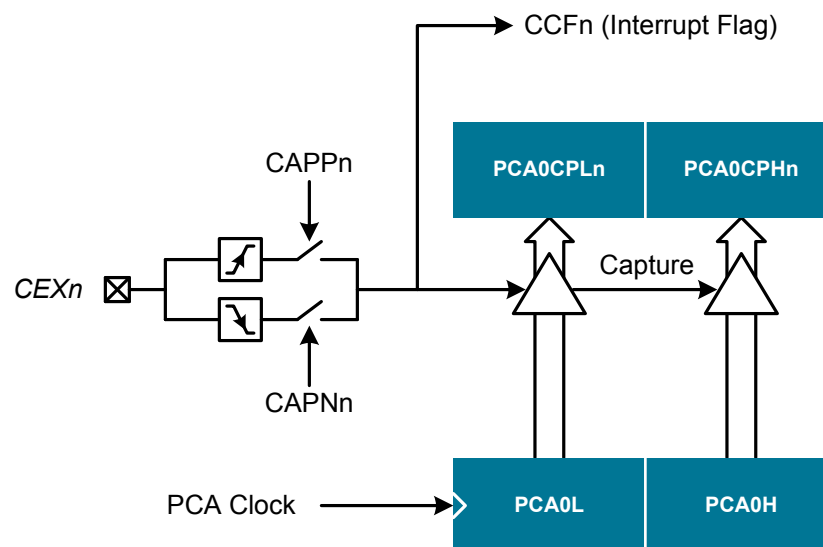 CCFn (Interrupt Flag)
PCA0CPLn
PCA0CPHn
CAPPn
Capture
CEXn
CAPNn
PCA Clock
PCA0L
PCA0H